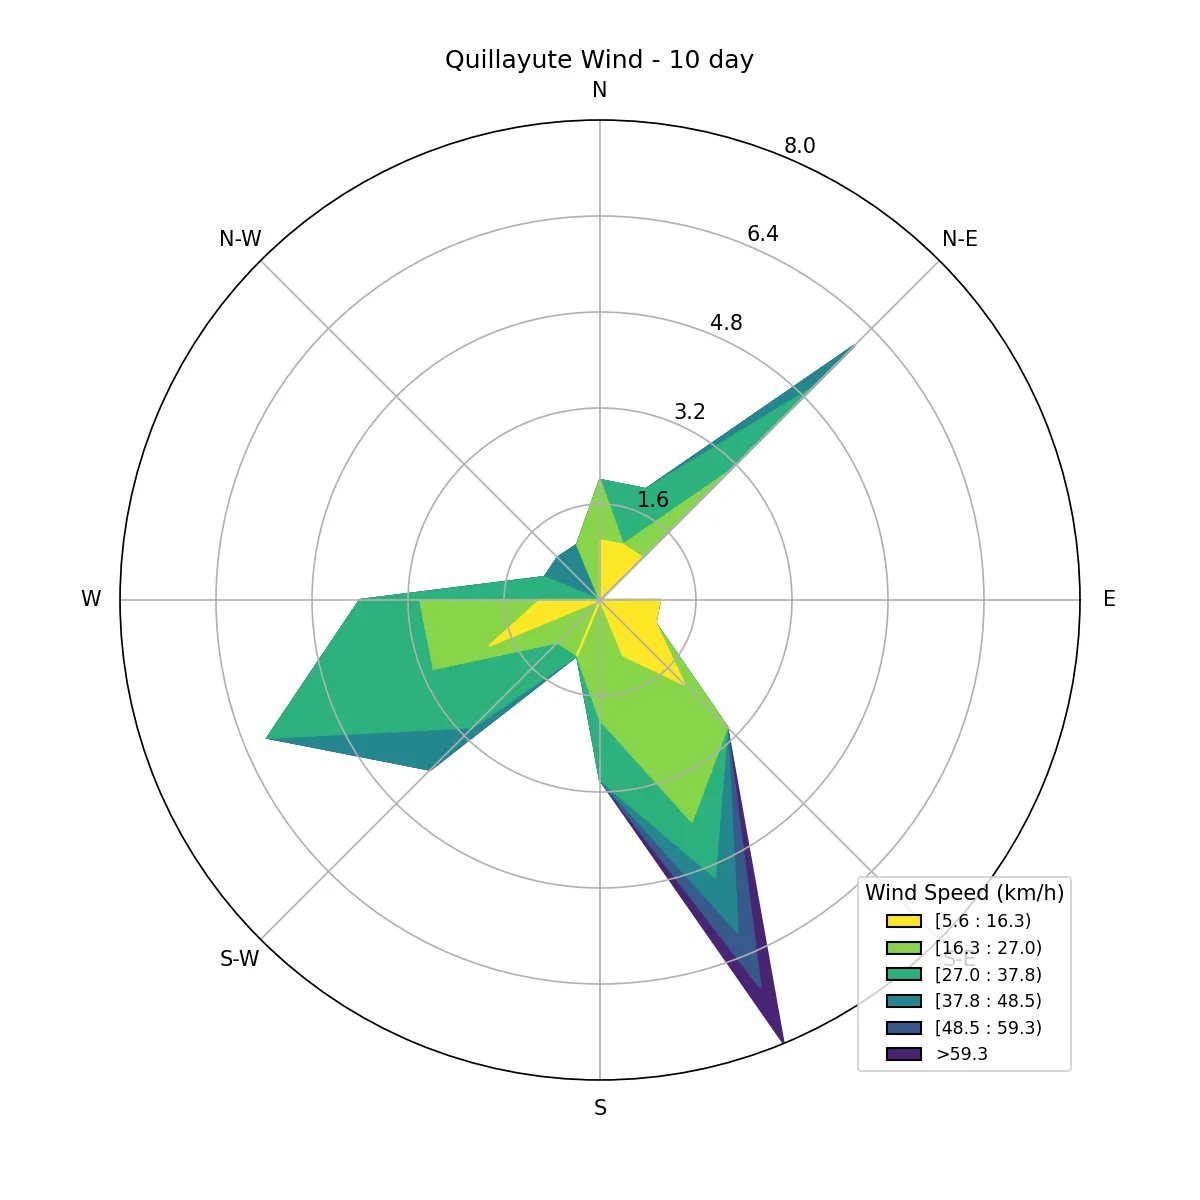 Quillayute Wind - 10 day
N
8.0
6.4
N-W
N-E
4.8
3.2
1.6
W
E
Wind Speed (km/h)
[5.6 : 16.3)
[16.3 : 27.0)
S-W
S-E
[27.0 : 37.8)
[37.8 : 48.5)
[48.5 : 59.3)
>59.3
S